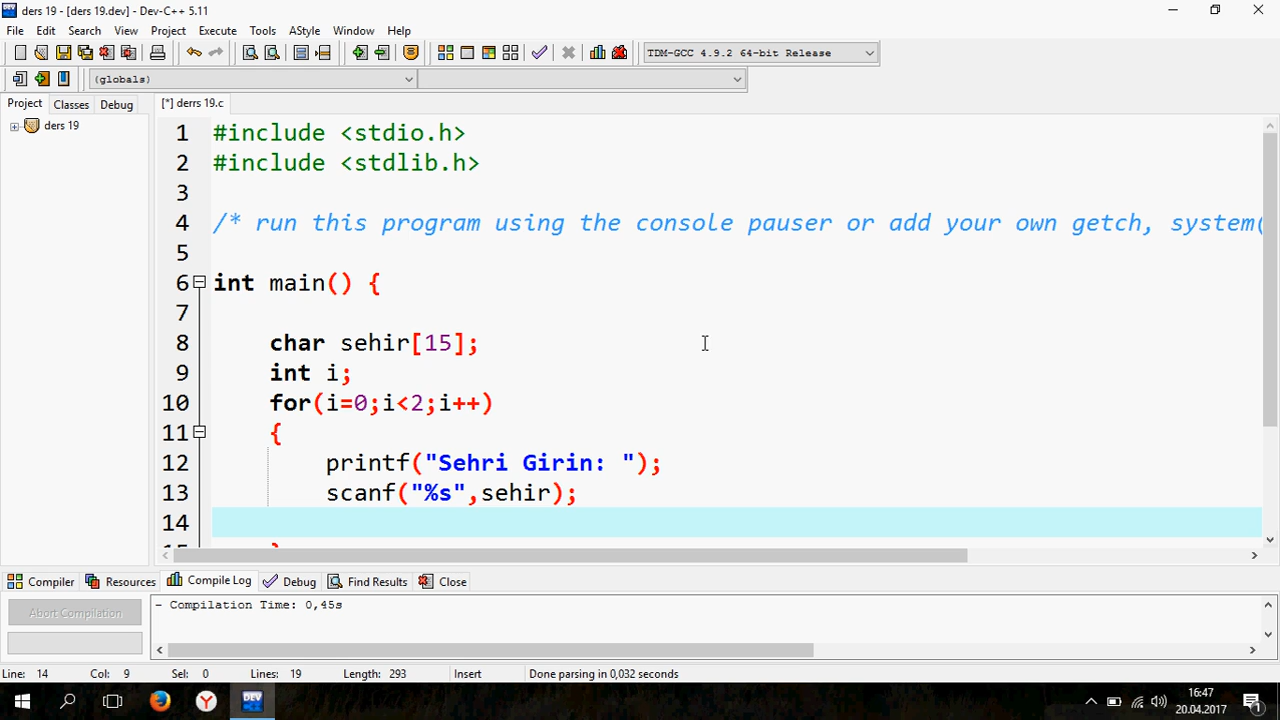 ders 19 - [ders 19.dev] - Dev-C++ 5.11
File Edit Search View Project Execute Tools AStyle Window Help
TDM-GCC 4.9.2 64-bit Release
(globals)
Project Classes Debug [*] derrs 19.c
ders 19
1 #include <stdio.h>
2 #include <stdlib.h>
3
4 /* run this program using the console pauser or add your own getch, system(
5
6 int main() {
7
8 char sehir[15];
9 int i;
10 for(i=0;i<2;i++)
11 {
12 printf("Sehri Girin: ");
13 scanf("%s",sehir);
14
15 }
Compiler Resources Compile Log Debug Find Results Close
Abort Compilation
- Compilation Time: 0,45s
Line: 14 Col: 9 Sel: 0 Lines: 19 Length: 293 Insert Done parsing in 0,032 seconds
DEV
16:47
20.04.2017
1